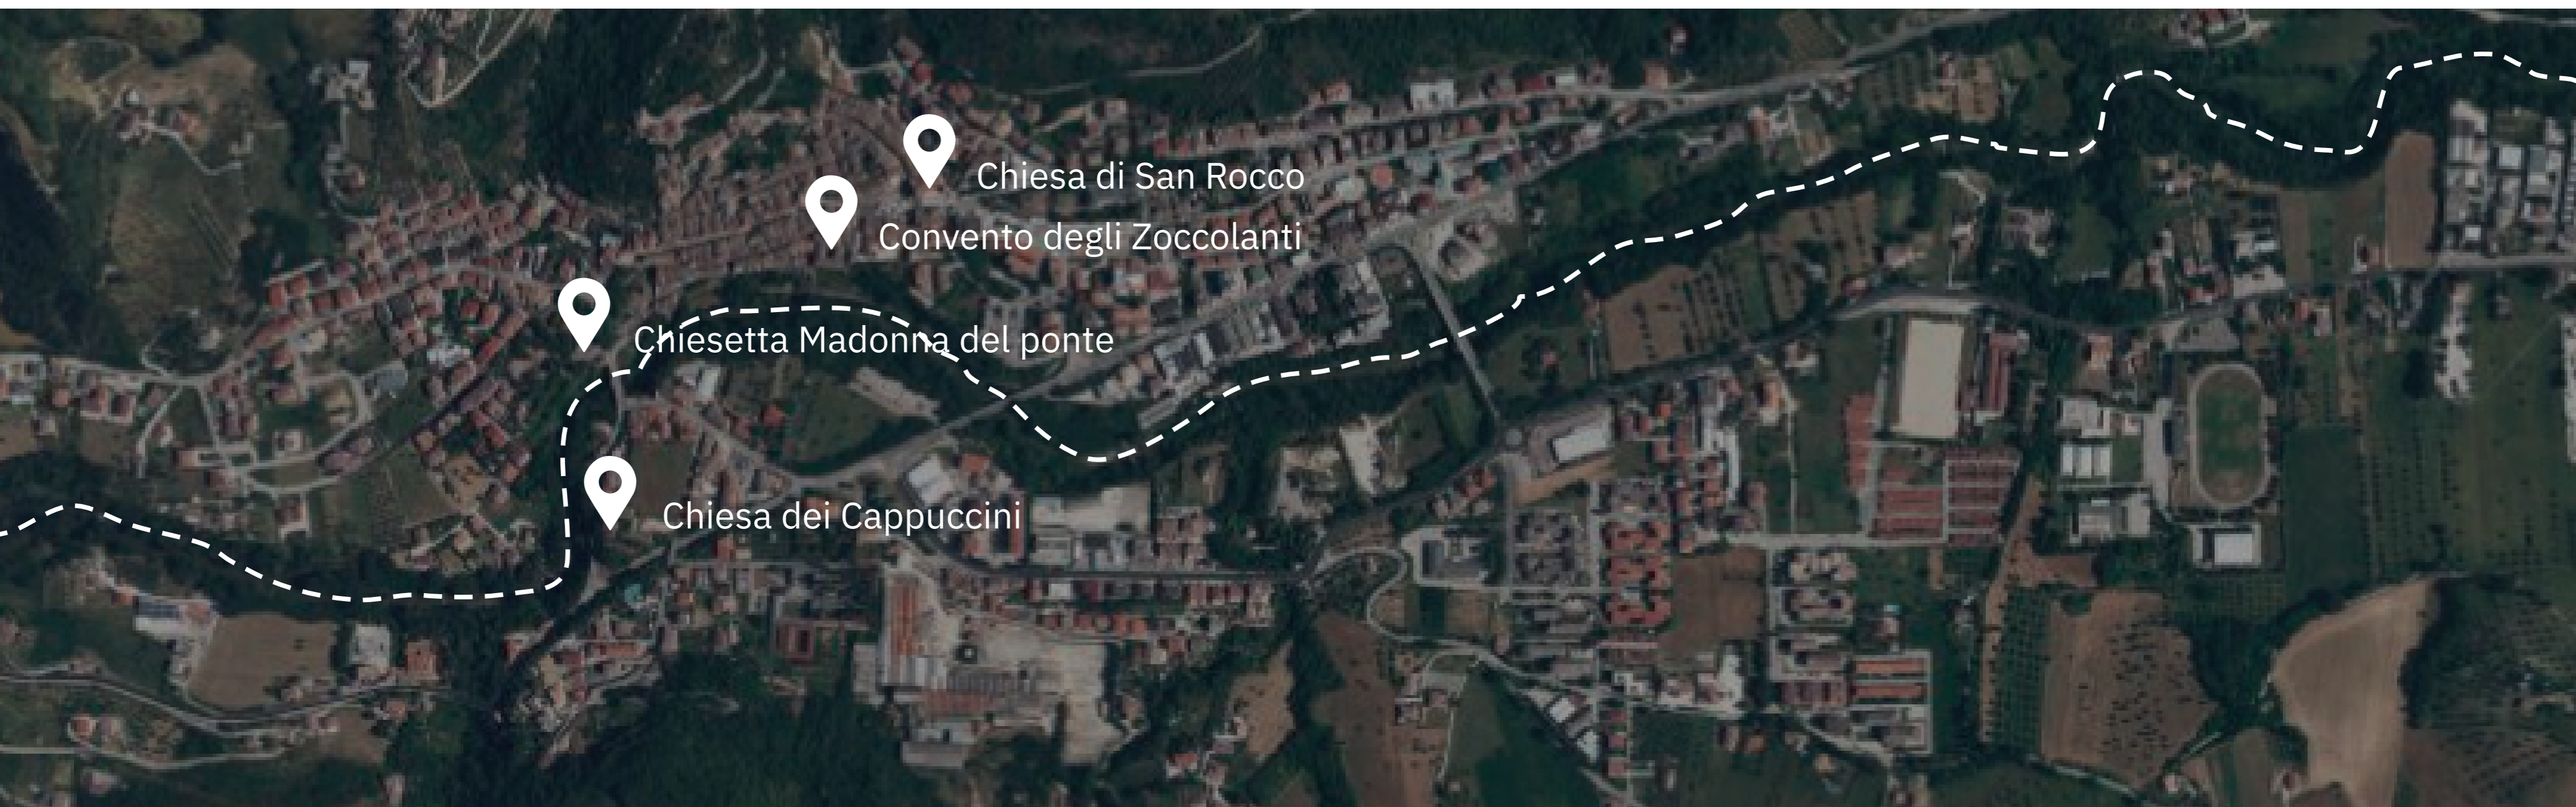 Chiesa di San Rocco
Convento degli Zoccolanti
Chiesetta Madonna del ponte
Chiesa dei Cappuccini